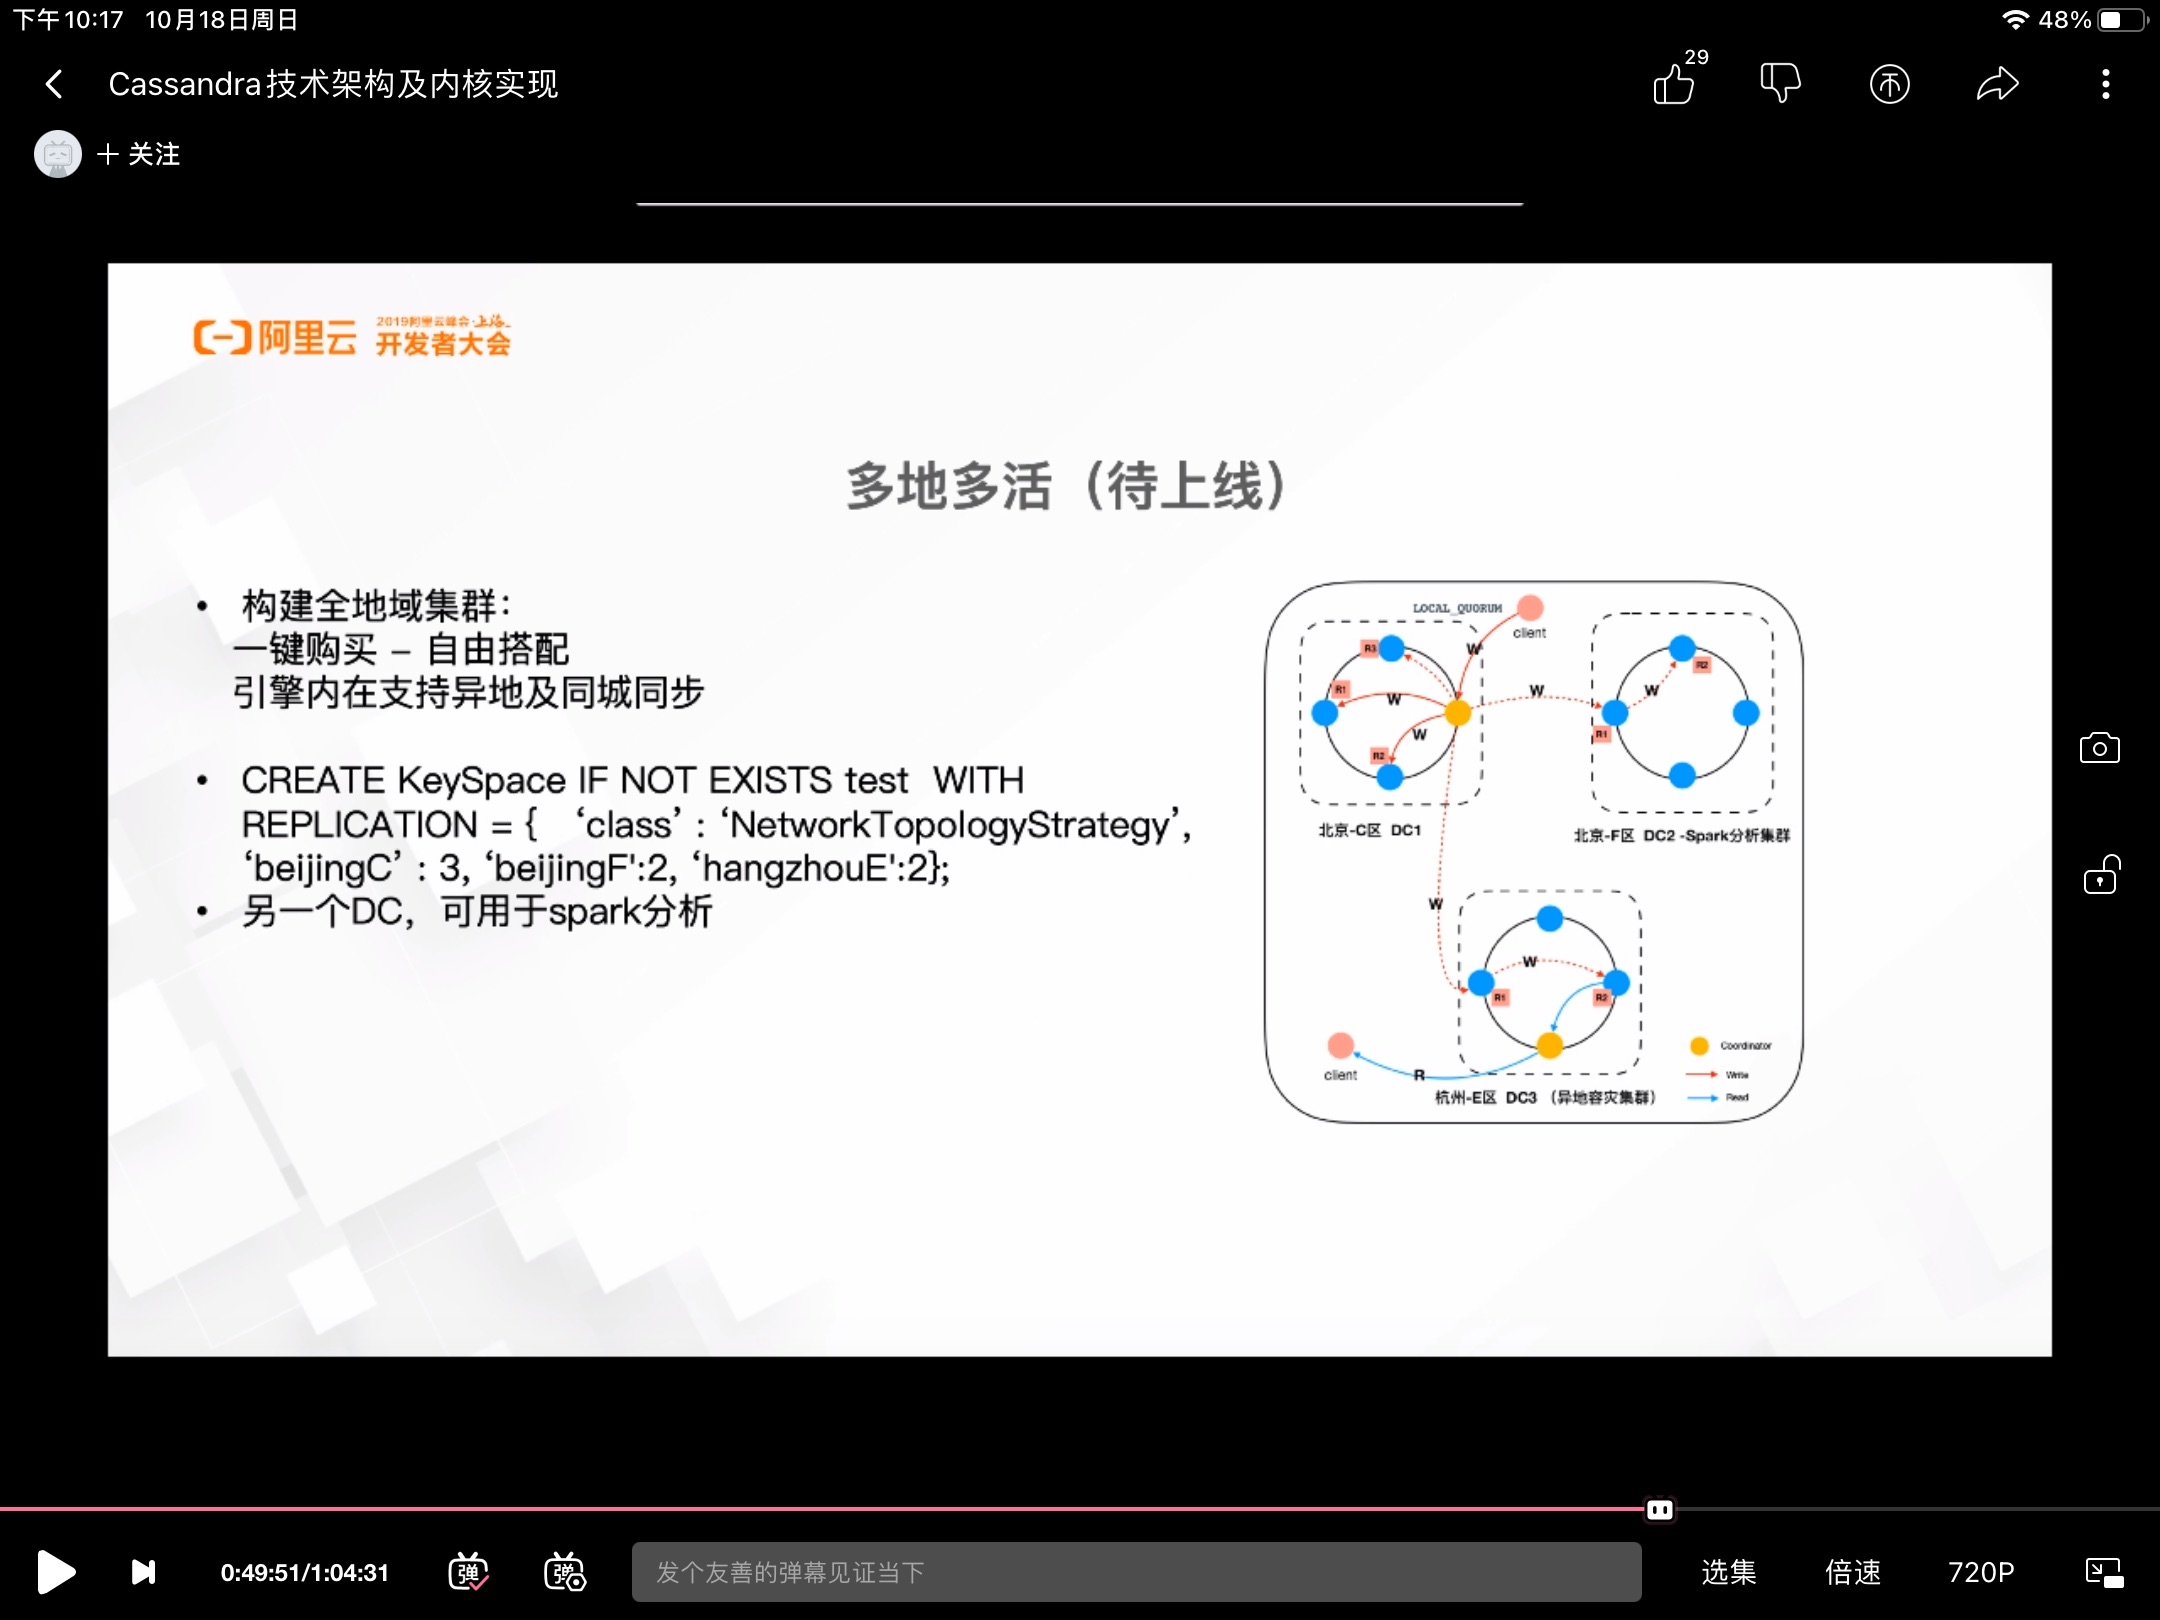 下午10:17 10月18日周日
48%
Cassandra技术架构及内核实现
29
+ 关注
阿里云
2019阿里云峰会·上海
开发者大会
多地多活（待上线）
• 构建全地域集群：
一键购买 – 自由搭配
引擎内在支持异地及同城同步
• CREATE KeySpace IF NOT EXISTS test WITH
REPLICATION = { ‘class’ : ‘NetworkTopologyStrategy’,
‘beijingC’ : 3, ‘beijingF':2, ‘hangzhouE':2};
• 另一个DC，可用于spark分析
LOCAL_QUORUM
client
R3
W
R1
W
W
R2
W
W
R2
R1
北京-C区 DC1
北京-F区 DC2 -Spark分析集群
W
W
R1
R2
client
R
杭州-E区 DC3 （异地容灾集群）
Coordinator
Write
Read
0:49:51/1:04:31
弹
弹
发个友善的弹幕见证当下
选集
倍速
720P